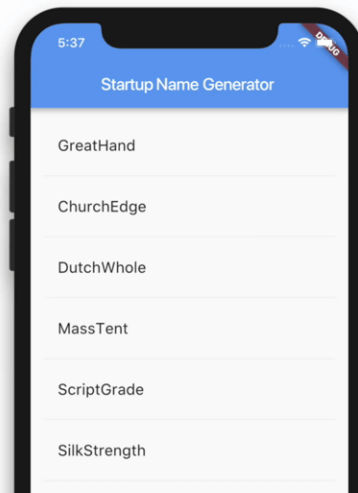 5:37
DEBUG
Startup Name Generator
GreatHand
ChurchEdge
DutchWhole
MassTent
ScriptGrade
SilkStrength